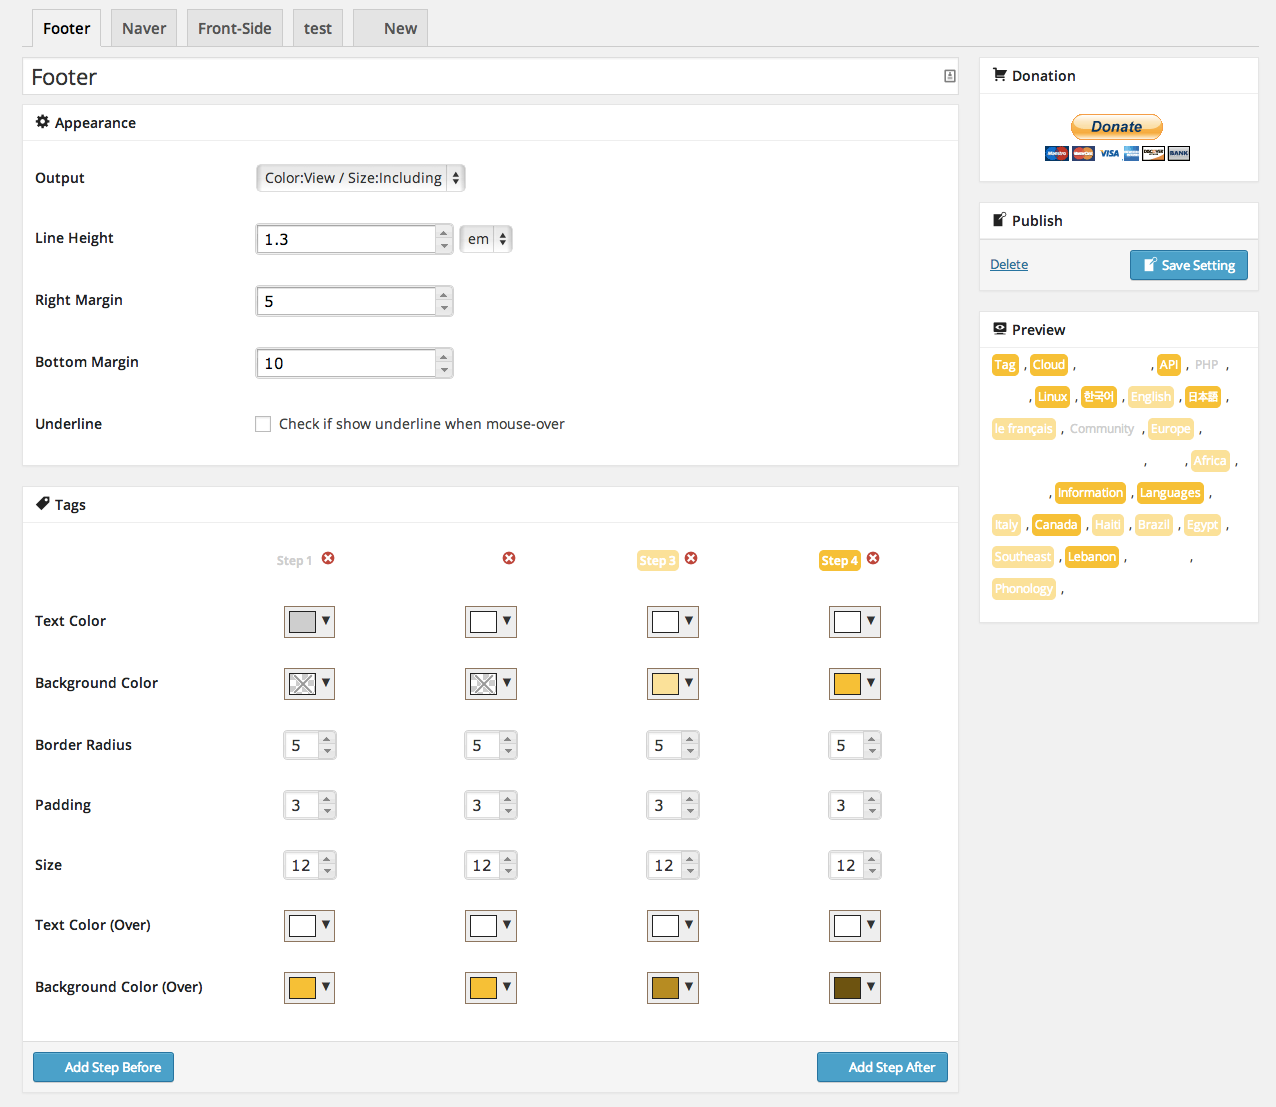 Footer Naver Front-Side test New
Footer
Appearance
Output Color:View / Size:Including
Line Height 1.3 em
Right Margin 5
Bottom Margin 10
Underline Check if show underline when mouse-over
Tags
Step 1 Step 3 Step 4
Text Color
Background Color
Border Radius 5 5 5 5
Padding 3 3 3 3
Size 12 12 12 12
Text Color (Over)
Background Color (Over)
Add Step Before Add Step After
Donation
Donate
Maestro MasterCard VISA DISCOVER BANK
Publish
Delete Save Setting
Preview
Tag , Cloud , , API , PHP ,
, Linux , 한국어 , English , 日本語 ,
le français , Community , Europe ,
, , Africa ,
, Information , Languages ,
Italy , Canada , Haiti , Brazil , Egypt ,
Southeast , Lebanon , ,
Phonology ,